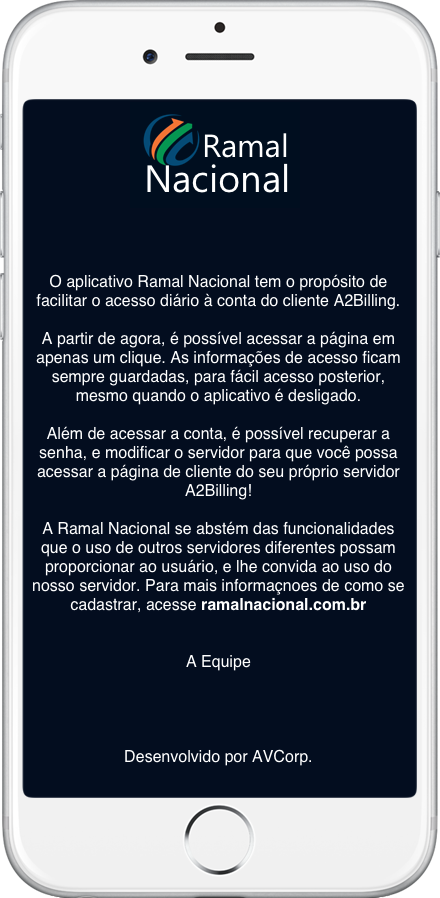 Ramal
Nacional
O aplicativo Ramal Nacional tem o propósito de
facilitar o acesso diário à conta do cliente A2Billing.
A partir de agora, é possível acessar a página em
apenas um clique. As informações de acesso ficam
sempre guardadas, para fácil acesso posterior,
mesmo quando o aplicativo é desligado.
Além de acessar a conta, é possível recuperar a
senha, e modificar o servidor para que você possa
acessar a página de cliente do seu próprio servidor
A2Billing!
A Ramal Nacional se abstém das funcionalidades
que o uso de outros servidores diferentes possam
proporcionar ao usuário, e lhe convida ao uso do
nosso servidor. Para mais informaçnoes de como se
cadastrar, acesse ramalnacional.com.br
A Equipe
Desenvolvido por AVCorp.